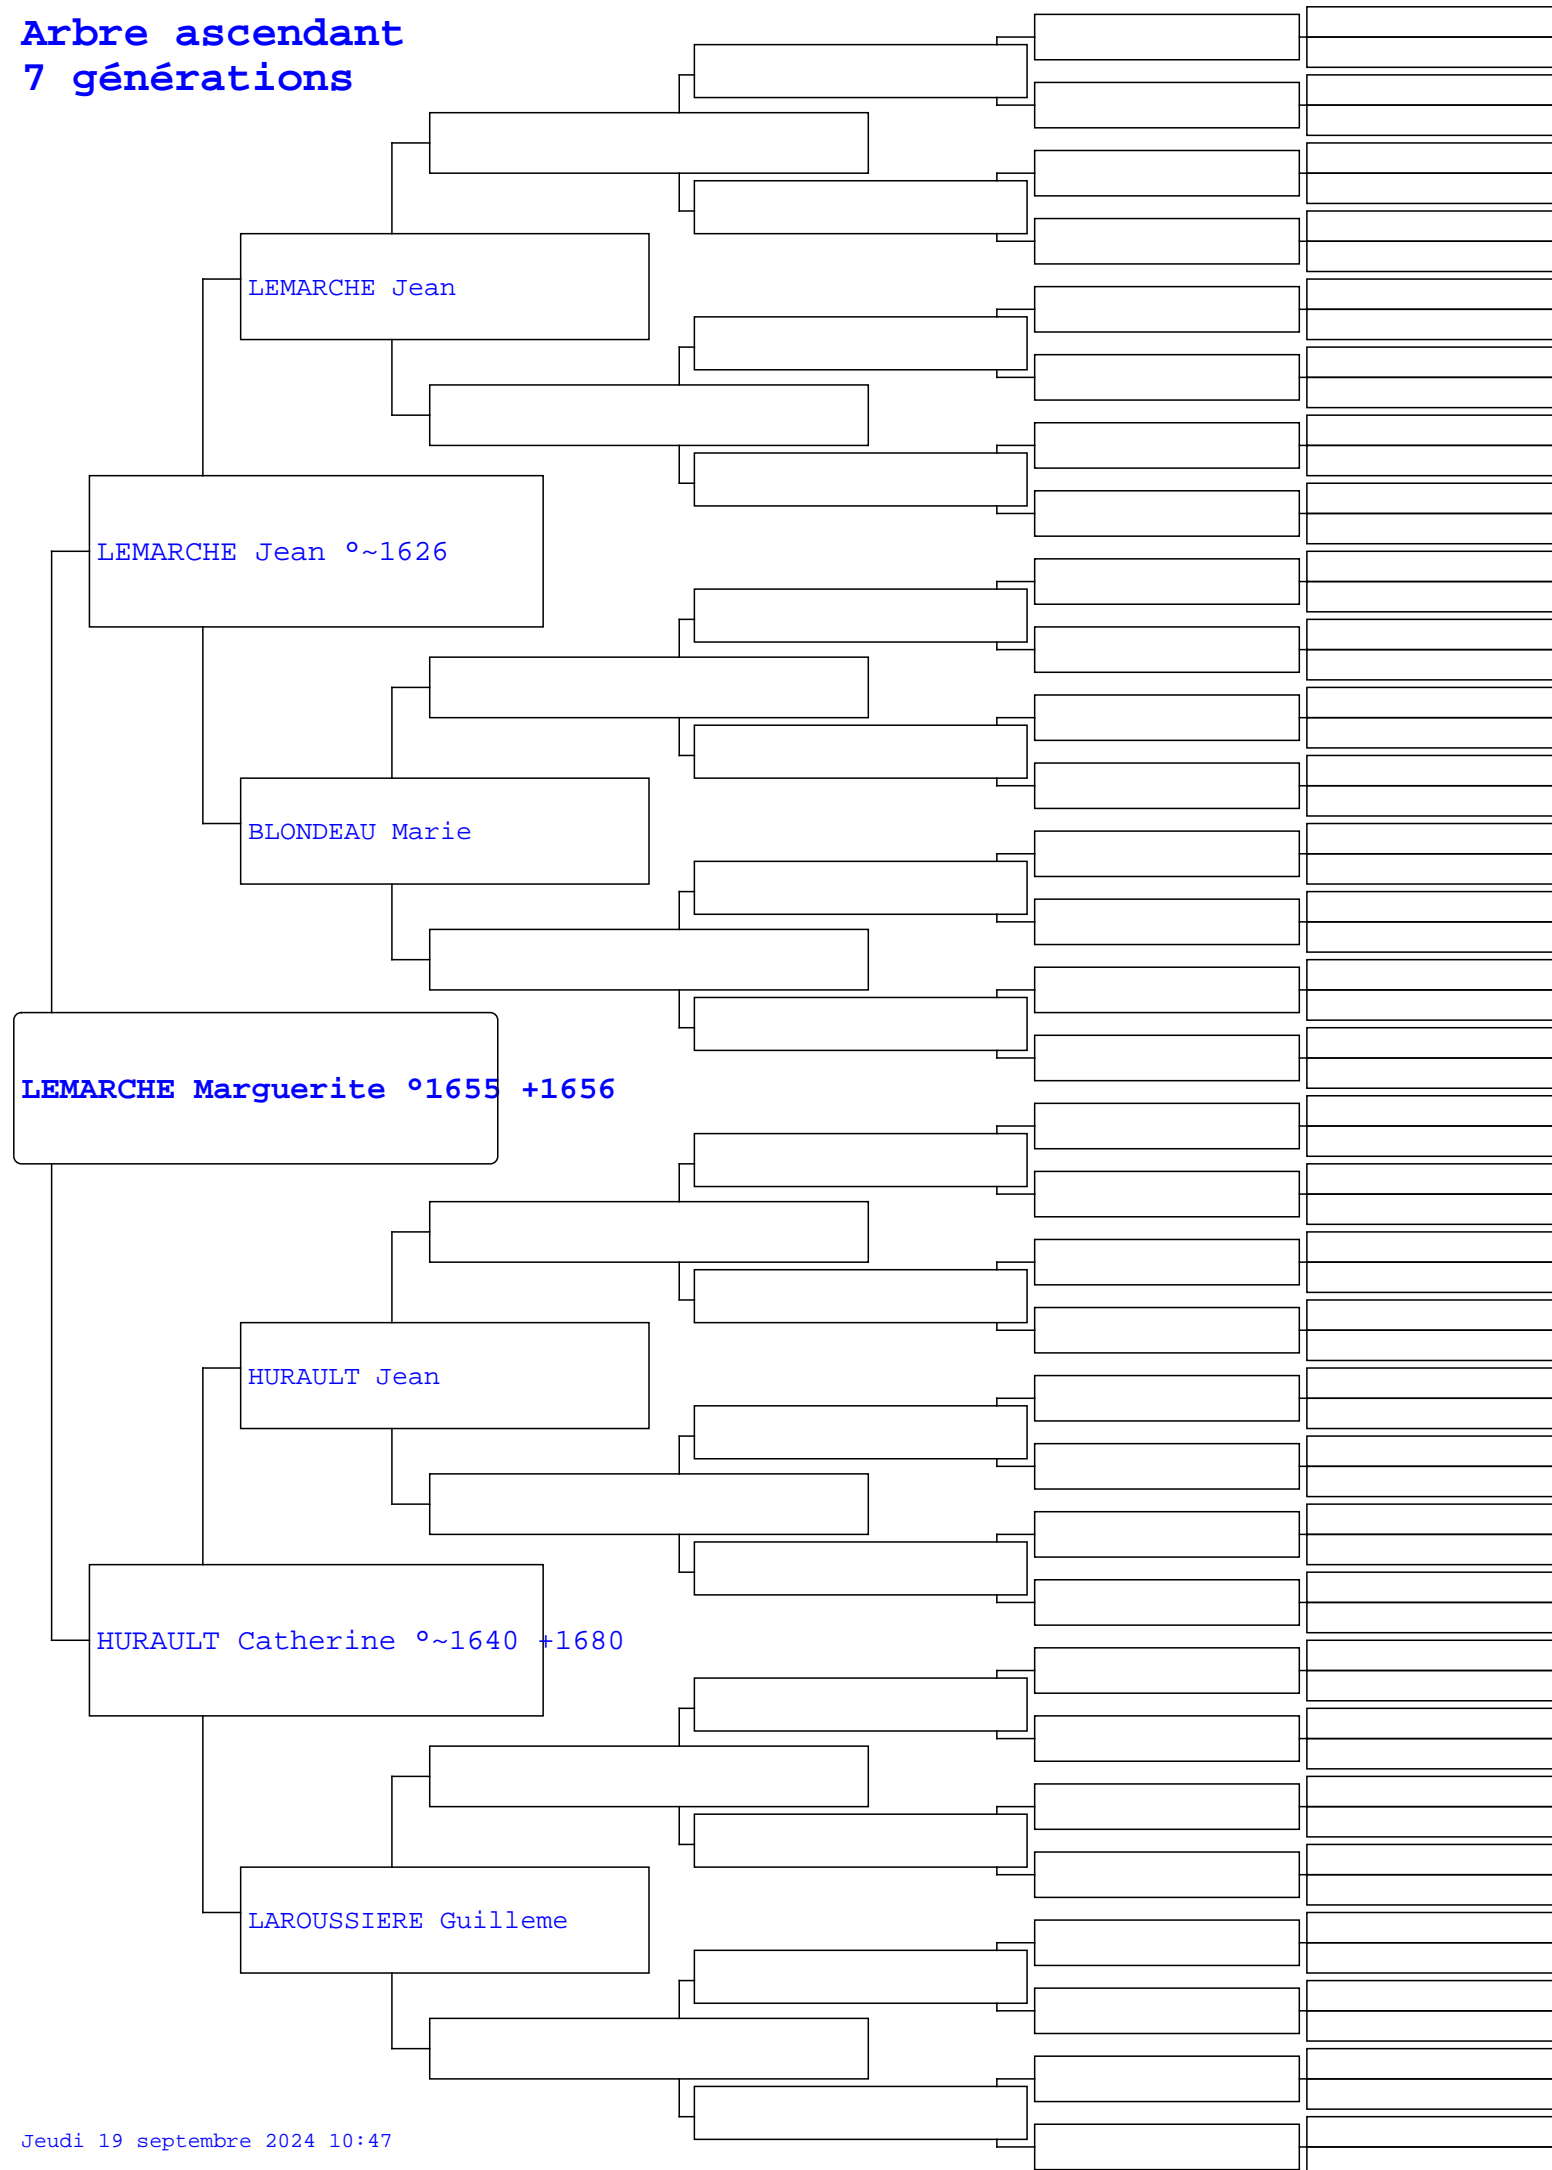 Arbre ascendant
7 générations
LEMARCHE Jean
LEMARCHE Jean °~1626
BLONDEAU Marie
LEMARCHE Marguerite °1655 +1656
HURAULT Jean
HURAULT Catherine °~1640 +1680
LAROUSSIERE Guilleme
Jeudi 19 septembre 2024 10:47